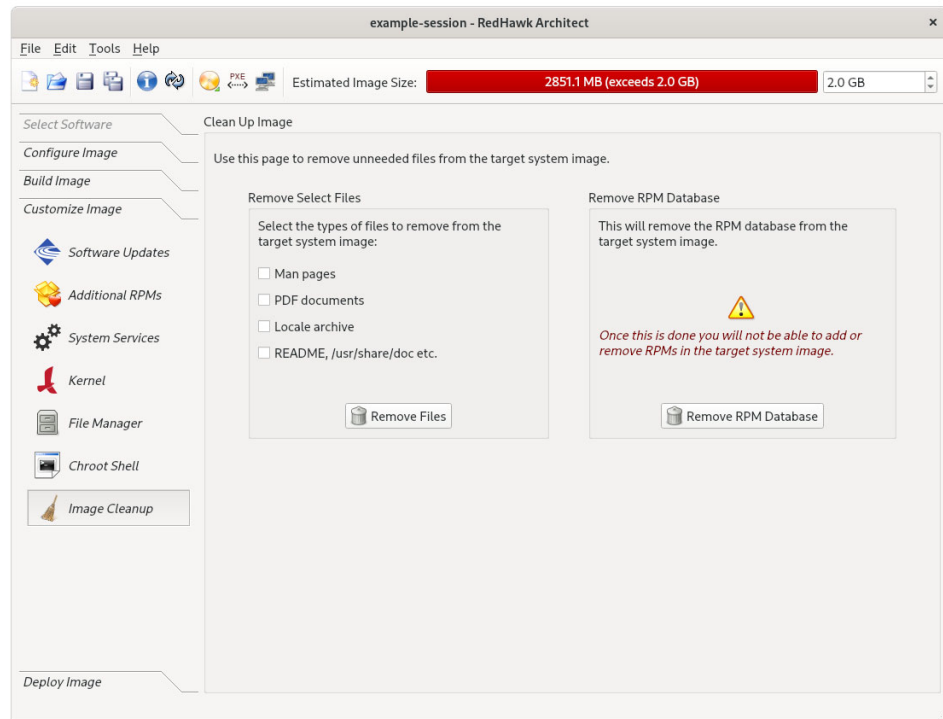 example-session - RedHawk Architect
File Edit Tools Help
PXE
Estimated Image Size:
2851.1 MB (exceeds 2.0 GB)
2.0 GB
Select Software
Configure Image
Build Image
Customize Image
Software Updates
Additional RPMs
System Services
Kernel
File Manager
Chroot Shell
Image Cleanup
Deploy Image
Clean Up Image
Use this page to remove unneeded files from the target system image.
Remove Select Files
Select the types of files to remove from the
target system image:
Man pages
PDF documents
Locale archive
README, /usr/share/doc etc.
Remove Files
Remove RPM Database
This will remove the RPM database from the
target system image.
Once this is done you will not be able to add or
remove RPMs in the target system image.
Remove RPM Database